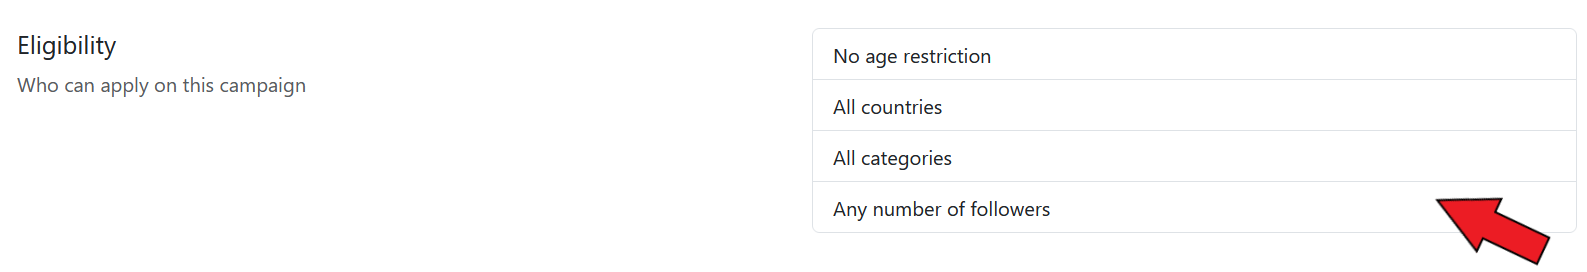 Eligibility
Who can apply on this campaign
No age restriction
All countries
All categories
Any number of followers